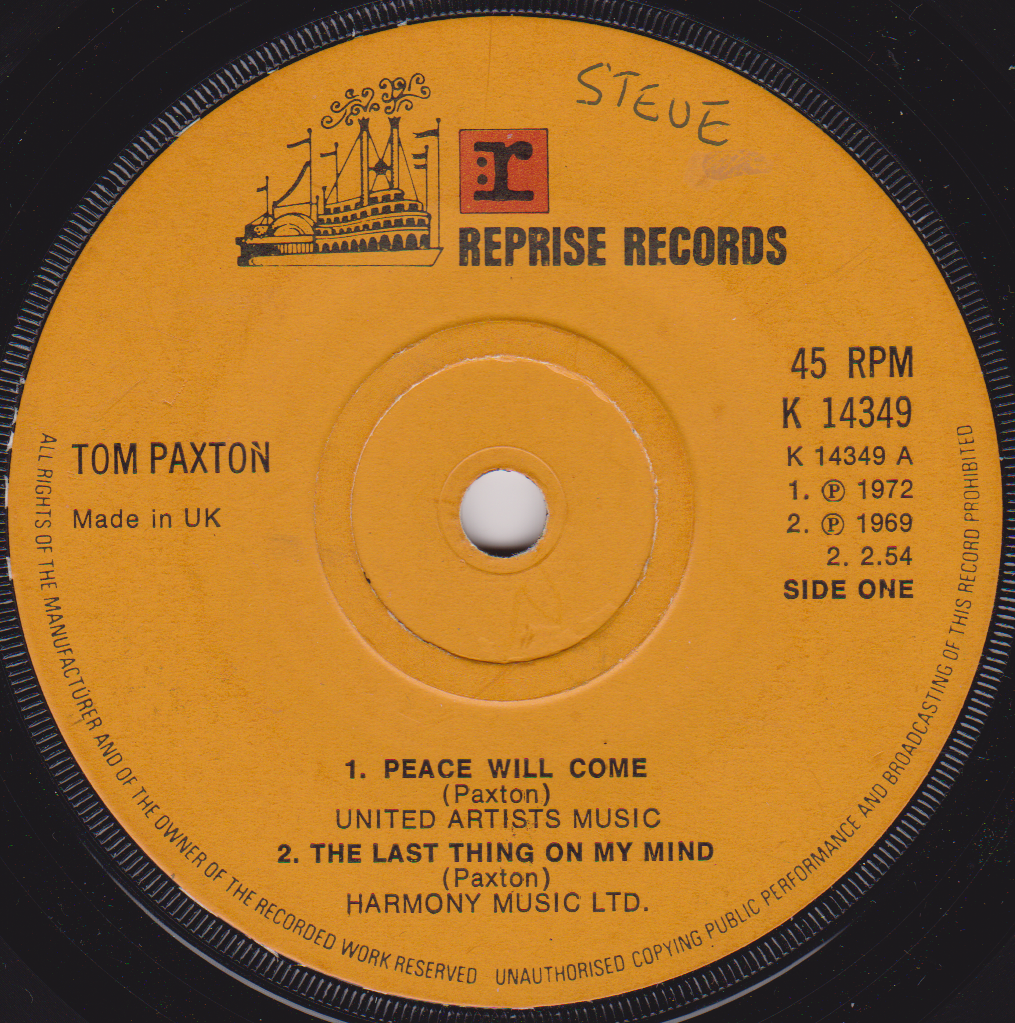 STEVE
r
REPRISE RECORDS
45 RPM
K 14349
K 14349 A
1. ℗ 1972
2. ℗ 1969
2. 2.54
SIDE ONE
TOM PAXTON
Made in UK
1. PEACE WILL COME
(Paxton)
UNITED ARTISTS MUSIC
2. THE LAST THING ON MY MIND
(Paxton)
HARMONY MUSIC LTD.
ALL RIGHTS OF THE MANUFACTURER AND OF THE OWNER OF THE RECORDED WORK RESERVED UNAUTHORISED COPYING PUBLIC PERFORMANCE AND BROADCASTING OF THIS RECORD PROHIBITED